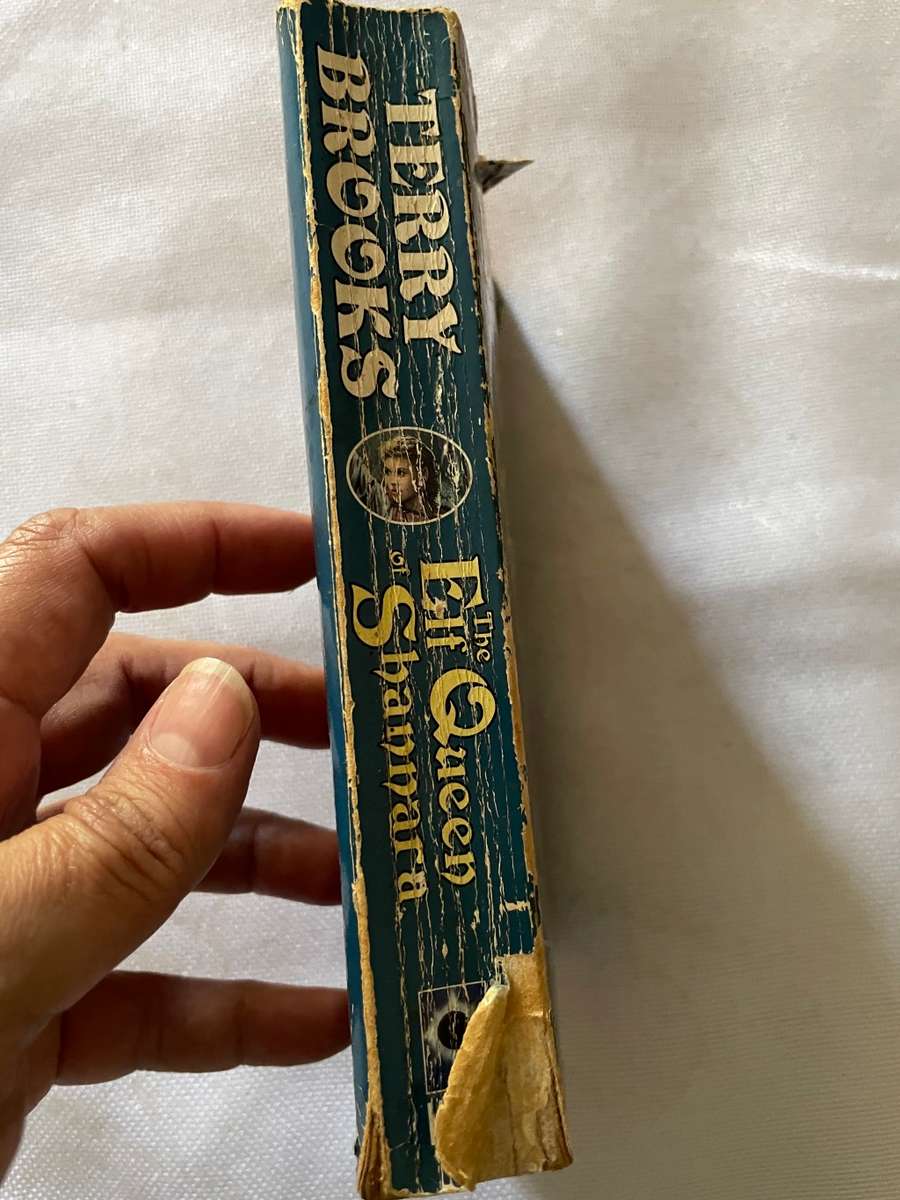 TERRY
BROOKS
The
Elf Queen
of
Shannara